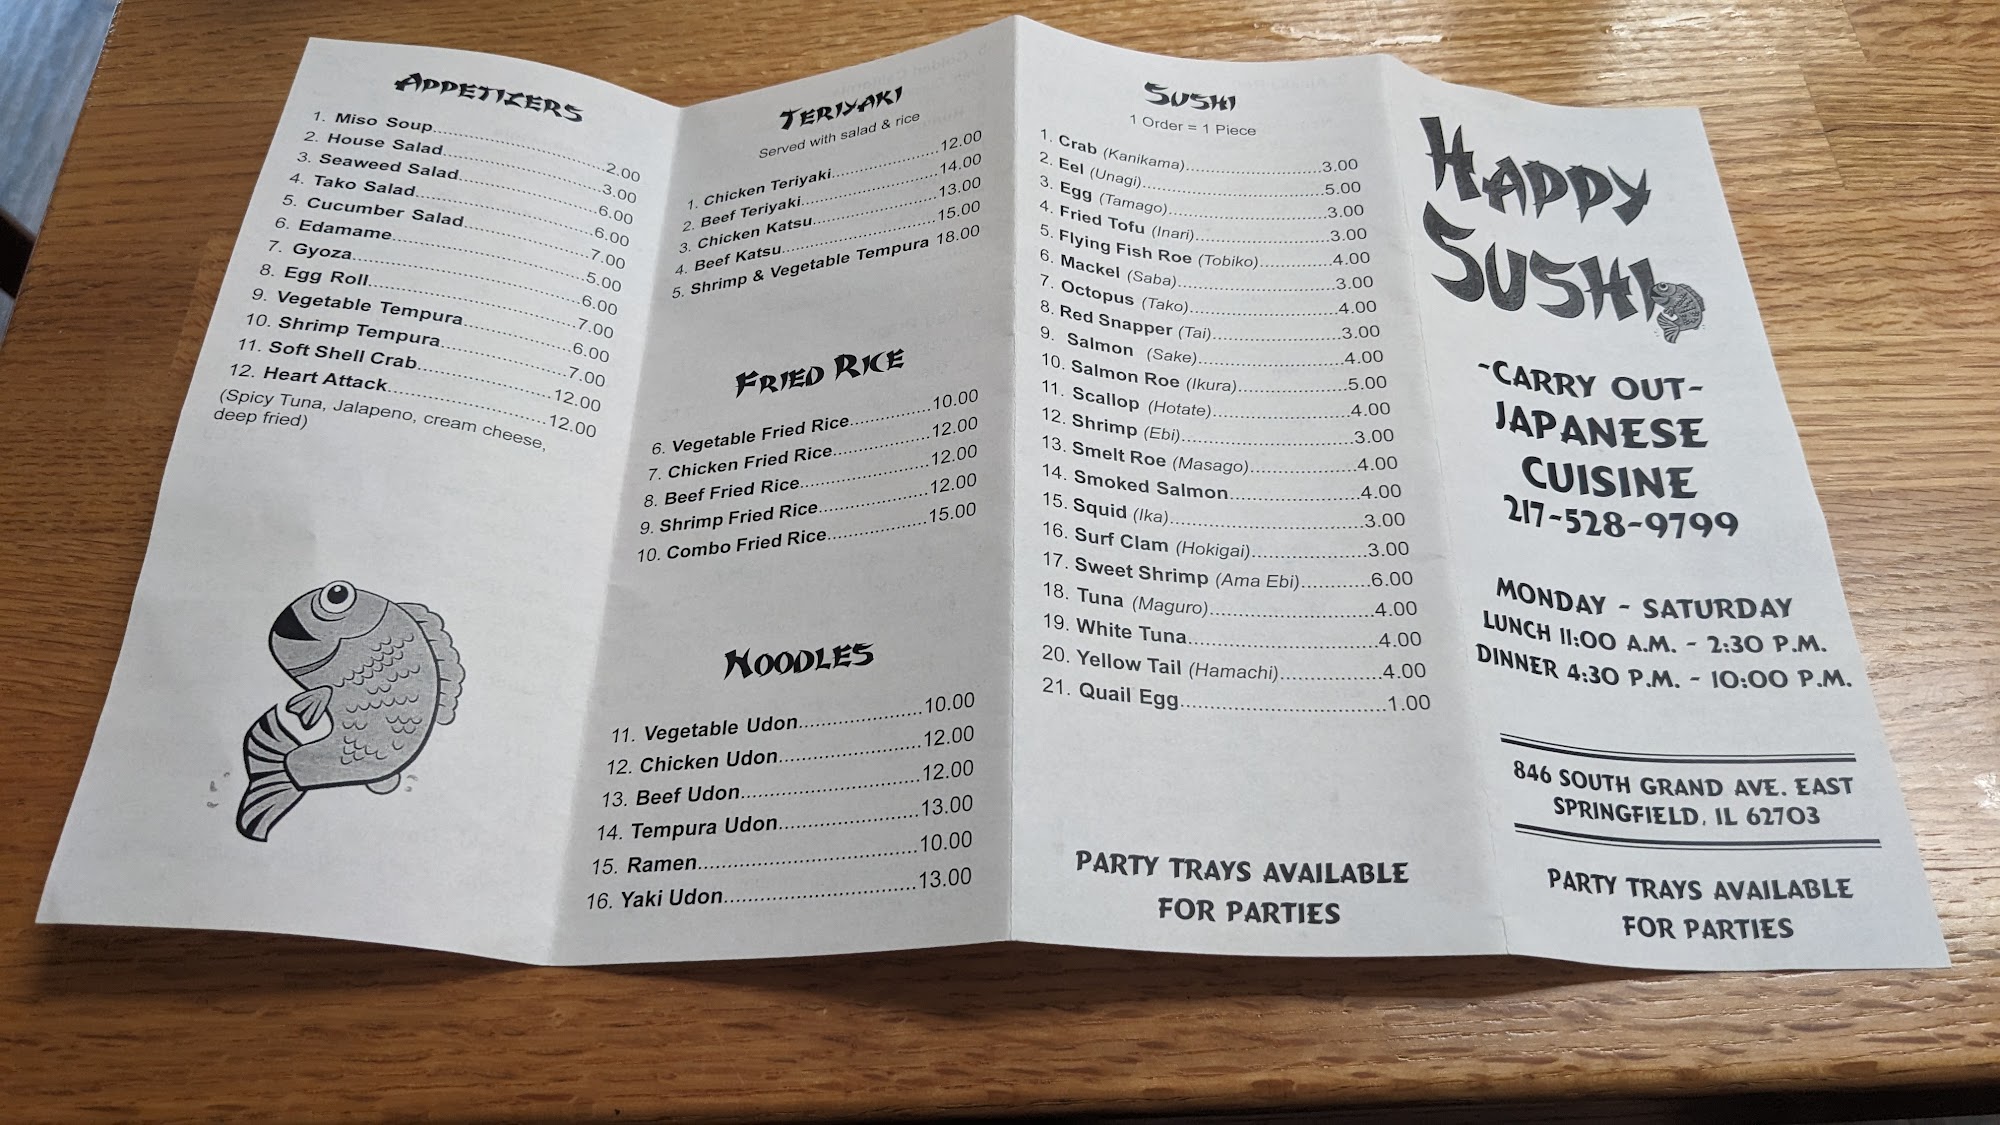 APPETIZERS
1. Miso Soup..........................2.00
2. House Salad........................3.00
3. Seaweed Salad......................6.00
4. Tako Salad.........................6.00
5. Cucumber Salad.....................7.00
6. Edamame............................5.00
7. Gyoza..............................6.00
8. Egg Roll...........................7.00
9. Vegetable Tempura..................6.00
10. Shrimp Tempura....................7.00
11. Soft Shell Crab...................12.00
12. Heart Attack......................12.00
(Spicy Tuna, Jalapeno, cream cheese,
deep fried)
TERIYAKI
Served with salad & rice
1. Chicken Teriyaki...................12.00
2. Beef Teriyaki......................14.00
3. Chicken Katsu......................13.00
4. Beef Katsu.........................15.00
5. Shrimp & Vegetable Tempura 18.00
FRIED RICE
6. Vegetable Fried Rice...............10.00
7. Chicken Fried Rice.................12.00
8. Beef Fried Rice....................12.00
9. Shrimp Fried Rice..................12.00
10. Combo Fried Rice..................15.00
NOODLES
11. Vegetable Udon....................10.00
12. Chicken Udon......................12.00
13. Beef Udon.........................12.00
14. Tempura Udon......................13.00
15. Ramen.............................10.00
16. Yaki Udon.........................13.00
SUSHI
1 Order = 1 Piece
1. Crab (Kanikama)....................3.00
2. Eel (Unagi)........................5.00
3. Egg (Tamago).......................3.00
4. Fried Tofu (Inari).................3.00
5. Flying Fish Roe (Tobiko)...........4.00
6. Mackel (Saba)......................3.00
7. Octopus (Tako).....................4.00
8. Red Snapper (Tai)..................3.00
9. Salmon (Sake)......................4.00
10. Salmon Roe (Ikura)................5.00
11. Scallop (Hotate)..................4.00
12. Shrimp (Ebi)......................3.00
13. Smelt Roe (Masago)................4.00
14. Smoked Salmon.....................4.00
15. Squid (Ika).......................3.00
16. Surf Clam (Hokigai)...............3.00
17. Sweet Shrimp (Ama Ebi)............6.00
18. Tuna (Maguro).....................4.00
19. White Tuna........................4.00
20. Yellow Tail (Hamachi).............4.00
21. Quail Egg.........................1.00
PARTY TRAYS AVAILABLE
FOR PARTIES
HAPPY
SUSHI
-CARRY OUT-
JAPANESE
CUISINE
217-528-9799
MONDAY - SATURDAY
LUNCH 11:00 A.M. - 2:30 P.M.
DINNER 4:30 P.M. - 10:00 P.M.
846 SOUTH GRAND AVE. EAST
SPRINGFIELD, IL 62703
PARTY TRAYS AVAILABLE
FOR PARTIES